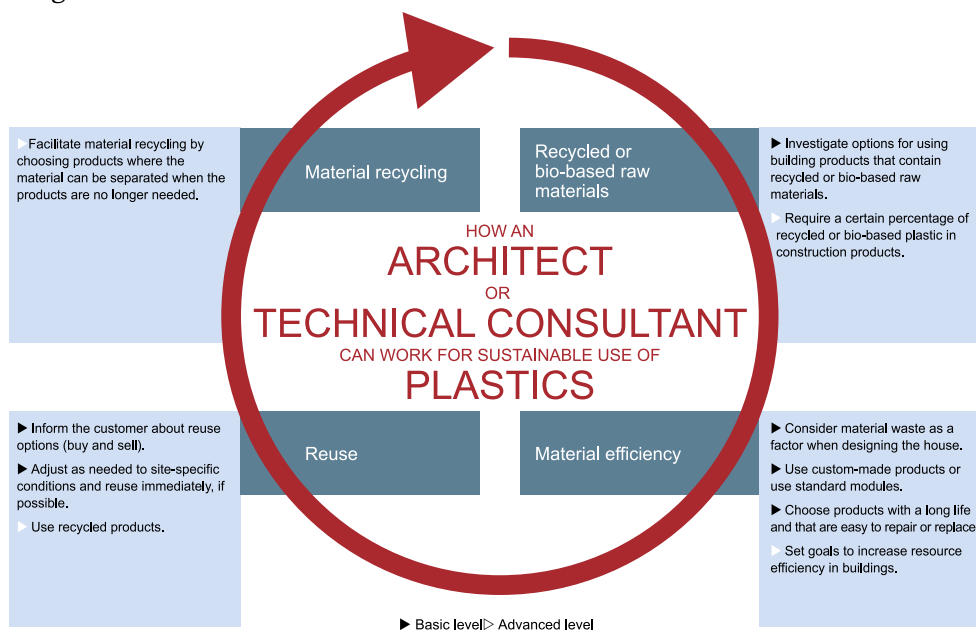 ▷Facilitate material recycling by
choosing products where the
material can be separated when the
products are no longer needed.
Material recycling
Recycled or
bio-based raw
materials
▶ Investigate options for using
building products that contain
recycled or bio-based raw
materials.
▷ Require a certain percentage of
recycled or bio-based plastic in
construction products.
HOW AN
ARCHITECT
OR
TECHNICAL CONSULTANT
CAN WORK FOR SUSTAINABLE USE OF
PLASTICS
▶ Inform the customer about reuse
options (buy and sell).
▶ Adjust as needed to site-specific
conditions and reuse immediately, if
possible.
▷ Use recycled products.
Reuse
Material efficiency
▶ Consider material waste as a
factor when designing the house.
▶ Use custom-made products or
use standard modules.
▶ Choose products with a long life
and that are easy to repair or replace
▷ Set goals to increase resource
efficiency in buildings.
▶ Basic level▷ Advanced level